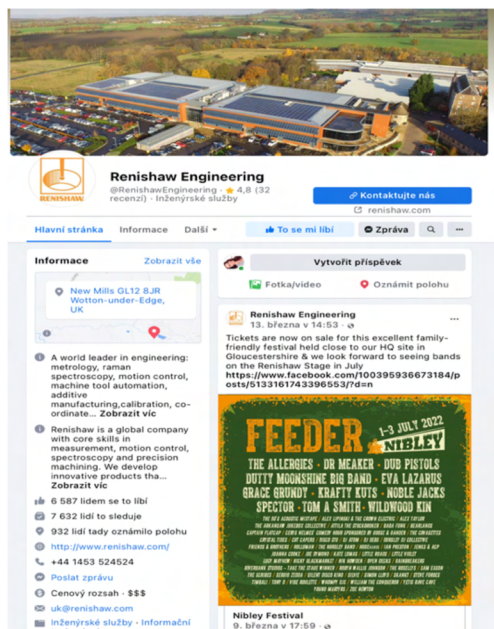 RENISHAW
Renishaw Engineering
@RenishawEngineering · 4,8 (32
recenzí) · Inženýrské služby
Kontaktujte nás
renishaw.com
Hlavní stránka
Informace
Další
To se mi líbí
Zpráva
Informace
Zobrazit vše
New Mills GL12 8JR
Wotton-under-Edge,
UK
A world leader in engineering:
metrology, raman
spectroscopy, motion control,
machine tool automation,
additive
manufacturing,calibration, co-
ordinate... Zobrazit víc
Renishaw is a global company
with core skills in
measurement, motion control,
spectroscopy and precision
machining. We develop
innovative products tha...
Zobrazit víc
6 587 lidem se to líbí
7 632 lidí to sleduje
932 lidí tady oznámilo polohu
http://www.renishaw.com/
+44 1453 524524
Poslat zprávu
Cenový rozsah · $$$
uk@renishaw.com
Inženýrské služby · Informační
Vytvořit příspěvek
Fotka/video
Oznámit polohu
Renishaw Engineering
13. března v 14:53 ·
Tickets are now on sale for this excellent family-
friendly festival held close to our HQ site in
Gloucestershire & we look forward to seeing bands
on the Renishaw Stage in July
https://www.facebook.com/100395936673184/p
osts/5133161743396553/?d=n
FEEDER
1-3 JULY 2022
NIBLEY
THE ALLERGIES · DR MEAKER · DUB PISTOLS
DUTTY MOONSHINE BIG BAND · EVA LAZARUS
GRACE GRUNDY · KRAFTY KUTS · NOBLE JACKS
SPECTOR · TOM A SMITH · WILDWOOD KIN
Nibley Festival
9. března v 17:59 ·